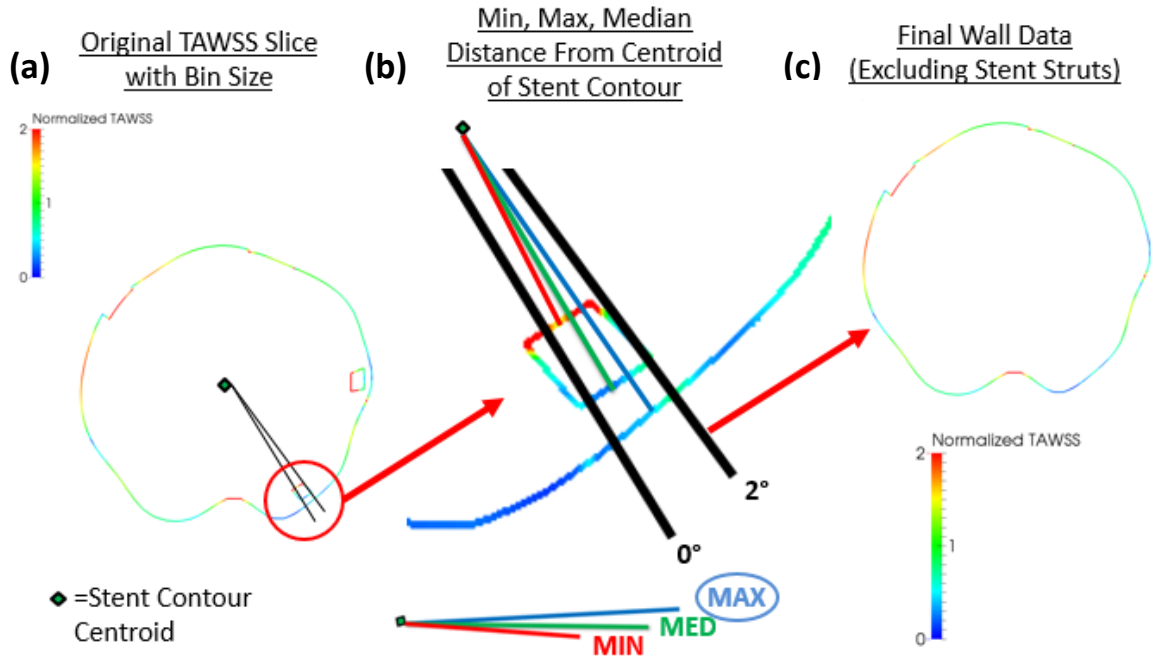 (a)
Original TAWSS Slice
with Bin Size
Normalized TAWSS
2
1
0
=Stent Contour
Centroid
(b)
Min, Max, Median
Distance From Centroid
of Stent Contour
2°
0°
MAX
MED
MIN
(c)
Final Wall Data
(Excluding Stent Struts)
Normalized TAWSS
2
1
0